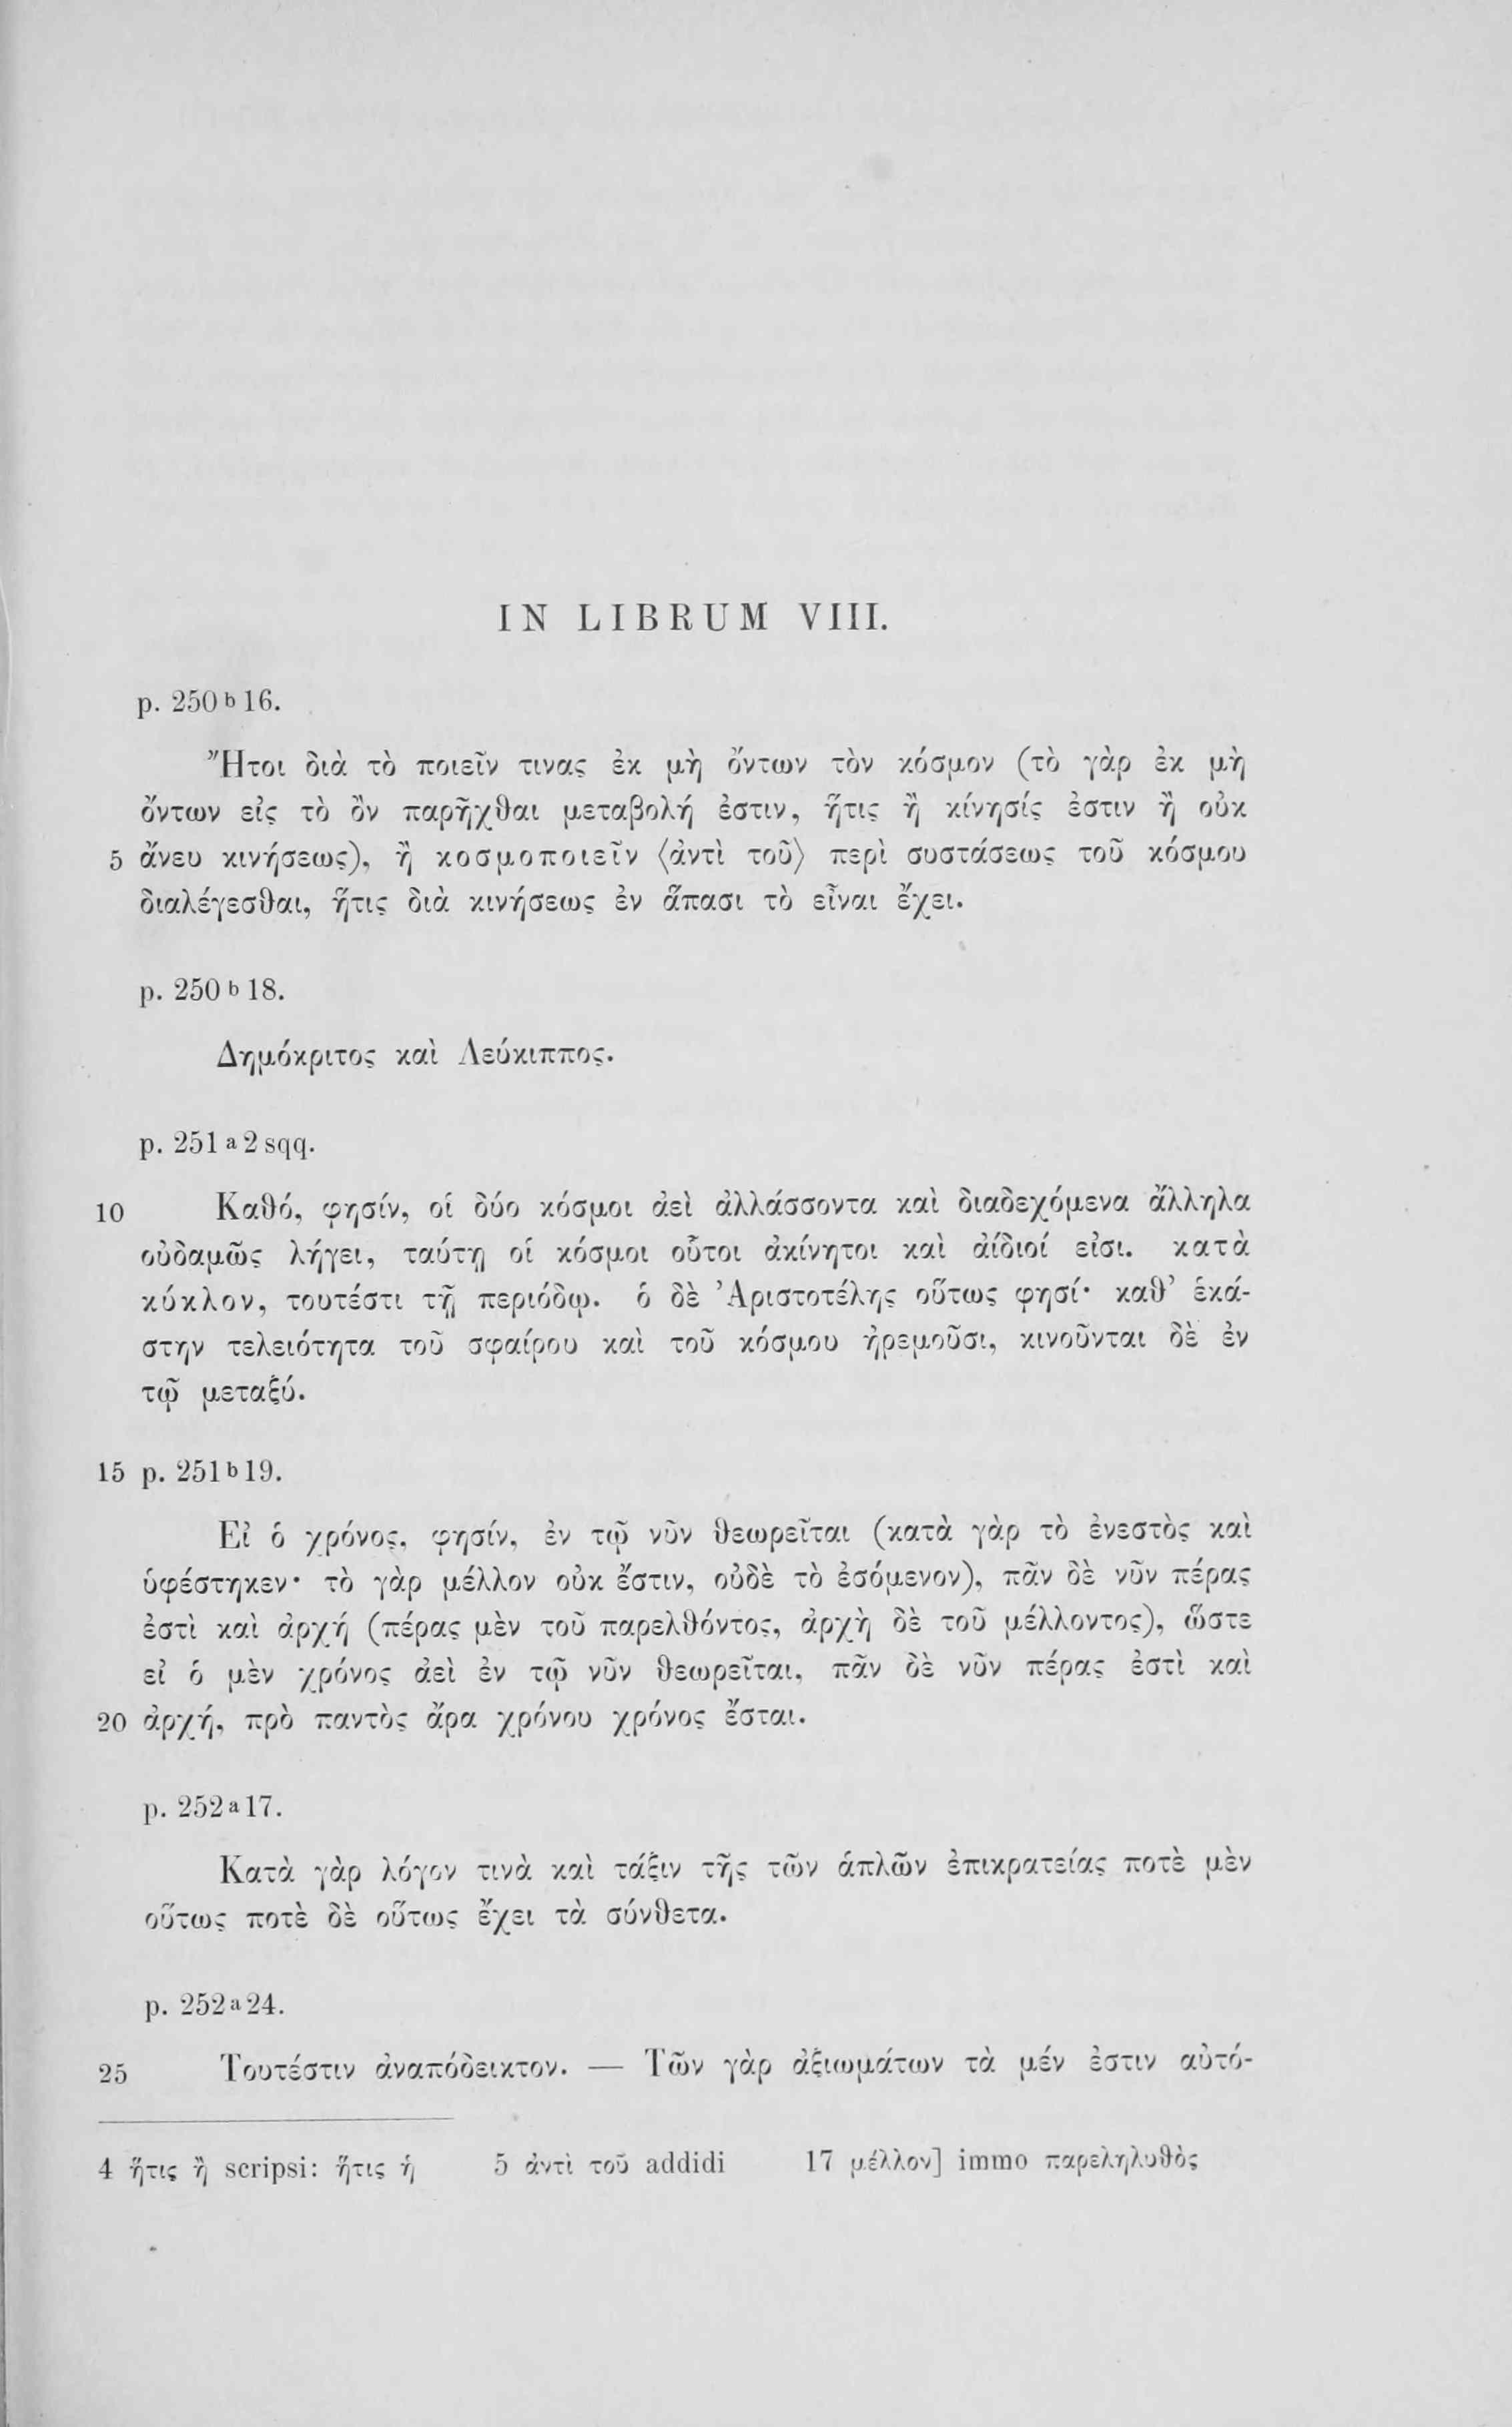 IN LIBRUM VIII.
p. 250 b 16.
Ἤτοι διὰ τὸ ποιεῖν τινας ἐκ μὴ ὄντων τὸν κόσμον (τὸ γὰρ ἐκ μὴ
ὄντων εἰς τὸ ὂν παρῆχθαι μεταβολή ἐστιν, ἥτις ἢ κίνησίς ἐστιν ἢ οὐκ
5 ἄνευ κινήσεως), ἢ κοσμοποιεῖν ⟨ἀντὶ τοῦ⟩ περὶ συστάσεως τοῦ κόσμου
διαλέγεσθαι, ἥτις διὰ κινήσεως ἐν ἅπασι τὸ εἶναι ἔχει.
p. 250 b 18.
Δημόκριτος καὶ Λεύκιππος.
p. 251 a 2 sqq.
10 Καθό, φησίν, οἱ δύο κόσμοι ἀεὶ ἀλλάσσοντα καὶ διαδεχόμενα ἄλληλα
οὐδαμῶς λήγει, ταύτῃ οἱ κόσμοι οὗτοι ἀκίνητοι καὶ ἀίδιοί εἰσι. κατὰ
κύκλον, τουτέστι τῇ περιόδῳ. ὁ δὲ Ἀριστοτέλης οὕτως φησί· καθ’ ἑκά-
στην τελειότητα τοῦ σφαίρου καὶ τοῦ κόσμου ἠρεμοῦσι, κινοῦνται δὲ ἐν
τῷ μεταξύ.
15 p. 251 b 19.
Εἰ ὁ χρόνος, φησίν, ἐν τῷ νῦν θεωρεῖται (κατὰ γὰρ τὸ ἐνεστὸς καὶ
ὑφέστηκεν· τὸ γὰρ μέλλον οὐκ ἔστιν, οὐδὲ τὸ ἐσόμενον), πᾶν δὲ νῦν πέρας
ἐστὶ καὶ ἀρχή (πέρας μὲν τοῦ παρελθόντος, ἀρχὴ δὲ τοῦ μέλλοντος), ὥστε
εἰ ὁ μὲν χρόνος ἀεὶ ἐν τῷ νῦν θεωρεῖται, πᾶν δὲ νῦν πέρας ἐστὶ καὶ
20 ἀρχή, πρὸ παντὸς ἄρα χρόνου χρόνος ἔσται.
p. 252 a 17.
Κατὰ γὰρ λόγον τινὰ καὶ τάξιν τῆς τῶν ἁπλῶν ἐπικρατείας ποτὲ μὲν
οὕτως ποτὲ δὲ οὕτως ἔχει τὰ σύνθετα.
p. 252 a 24.
25 Τουτέστιν ἀναπόδεικτον. — Τῶν γὰρ ἀξιωμάτων τὰ μέν ἐστιν αὐτό-
4 ἥτις ἢ scripsi: ἥτις ἡ 5 ἀντὶ τοῦ addidi 17 μέλλον] immo παρεληλυθὸς